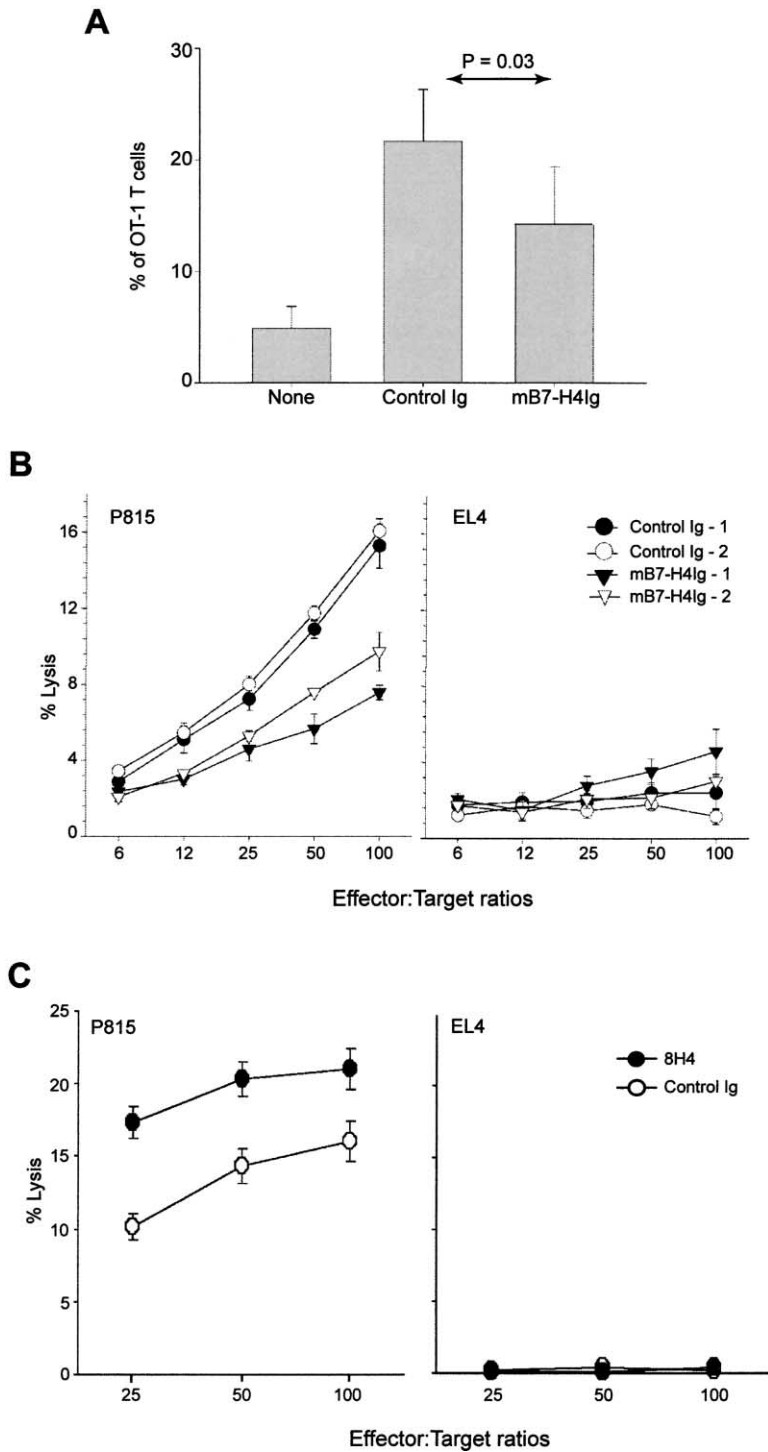 A
P = 0.03
% of OT-1 T cells
30
20
10
0
None Control Ig mB7-H4Ig
B
P815
EL4
Control Ig - 1
Control Ig - 2
mB7-H4Ig - 1
mB7-H4Ig - 2
% Lysis
16
12
8
4
0
6 12 25 50 100
6 12 25 50 100
Effector:Target ratios
C
P815
EL4
8H4
Control Ig
% Lysis
25
20
15
10
5
0
25 50 100
25 50 100
Effector:Target ratios